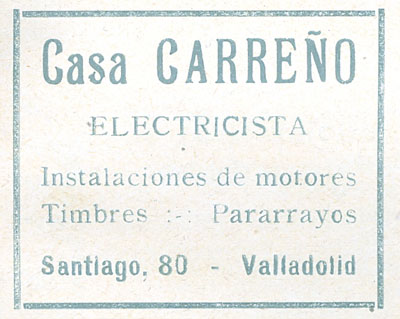 Casa CARREÑO
ELECTRICISTA
Instalaciones de motores
Timbres :-: Pararrayos
Santiago, 80 - Valladolid